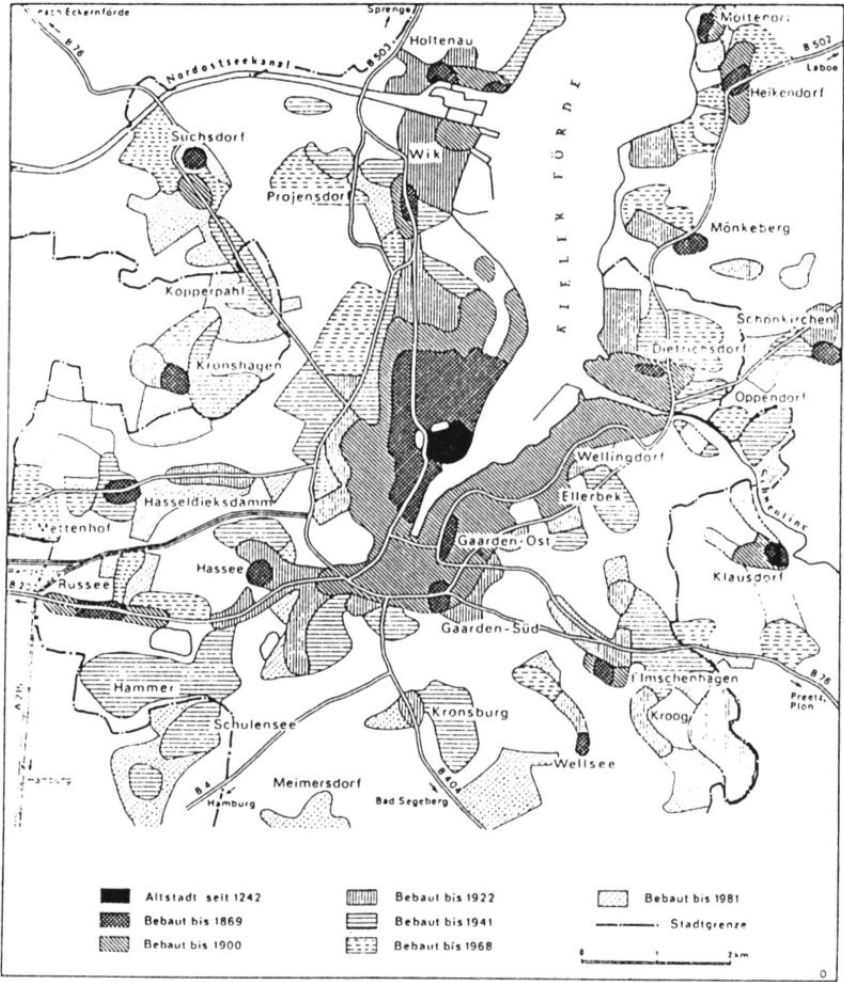 nach Eckernförde
B 76
Sprenge
B 503
Holtenau
Möltenort
B 502
Laboe
Heikendorf
Nordostseekanal
KIELER FÖRDE
Suchsdorf
Wik
Projensdorf
Mönkeberg
Kopperpahl
Schönkirchen
Dietrichsdorf
Kronshagen
Oppendorf
Wellingdorf
Schwentine
Hasseldieksdamm
Ellerbek
Mettenhof
Gaarden-Ost
Hassee
Klausdorf
Russee
Gaarden-Süd
B 76
Elmschenhagen
Preetz,
Plön
Hammer
Kronsburg
Kroog
Schulensee
Wellsee
Hamburg
B 4
Hamburg
Meimersdorf
Bad Segeberg
B 404
Altstadt seit 1242
Bebaut bis 1869
Bebaut bis 1900
Bebaut bis 1922
Bebaut bis 1941
Bebaut bis 1968
Bebaut bis 1981
Stadtgrenze
0 1 2 km
0